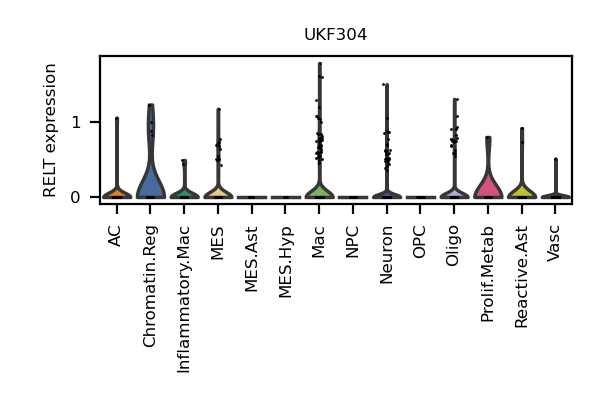 UKF304
RELT expression
1
0
AC
Chromatin.Reg
Inflammatory.Mac
MES
MES.Ast
MES.Hyp
Mac
NPC
Neuron
OPC
Oligo
Prolif.Metab
Reactive.Ast
Vasc